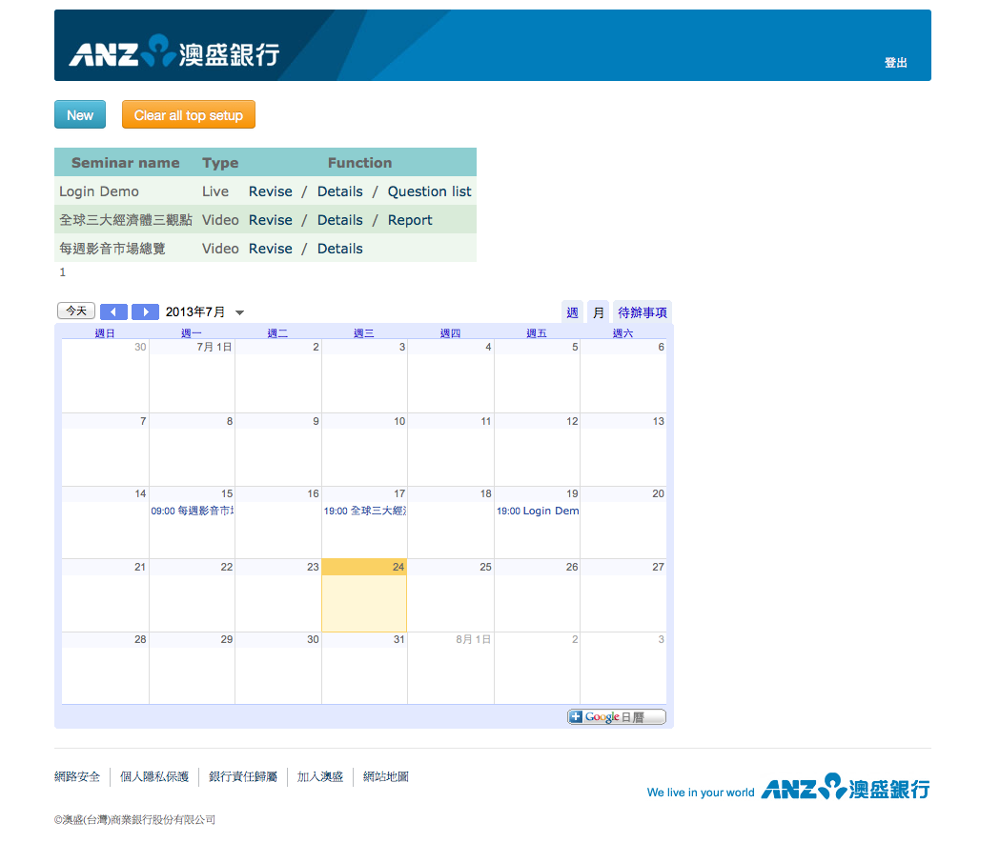 ANZ 澳盛銀行
登出
New Clear all top setup
Seminar name Type Function
Login Demo Live Revise / Details / Question list
全球三大經濟體三觀點 Video Revise / Details / Report
每週影音市場總覽 Video Revise / Details
1
今天 2013年7月 週 月 待辦事項
週日 週一 週二 週三 週四 週五 週六
30 7月 1日 2 3 4 5 6
7 8 9 10 11 12 13
14 15 16 17 18 19 20
09:00 每週影音市場 19:00 全球三大經濟 19:00 Login Dem
21 22 23 24 25 26 27
28 29 30 31 8月 1日 2 3
Google日曆
網路安全 個人隱私保護 銀行責任歸屬 加入澳盛 網站地圖
We live in your world ANZ 澳盛銀行
©澳盛(台灣)商業銀行股份有限公司